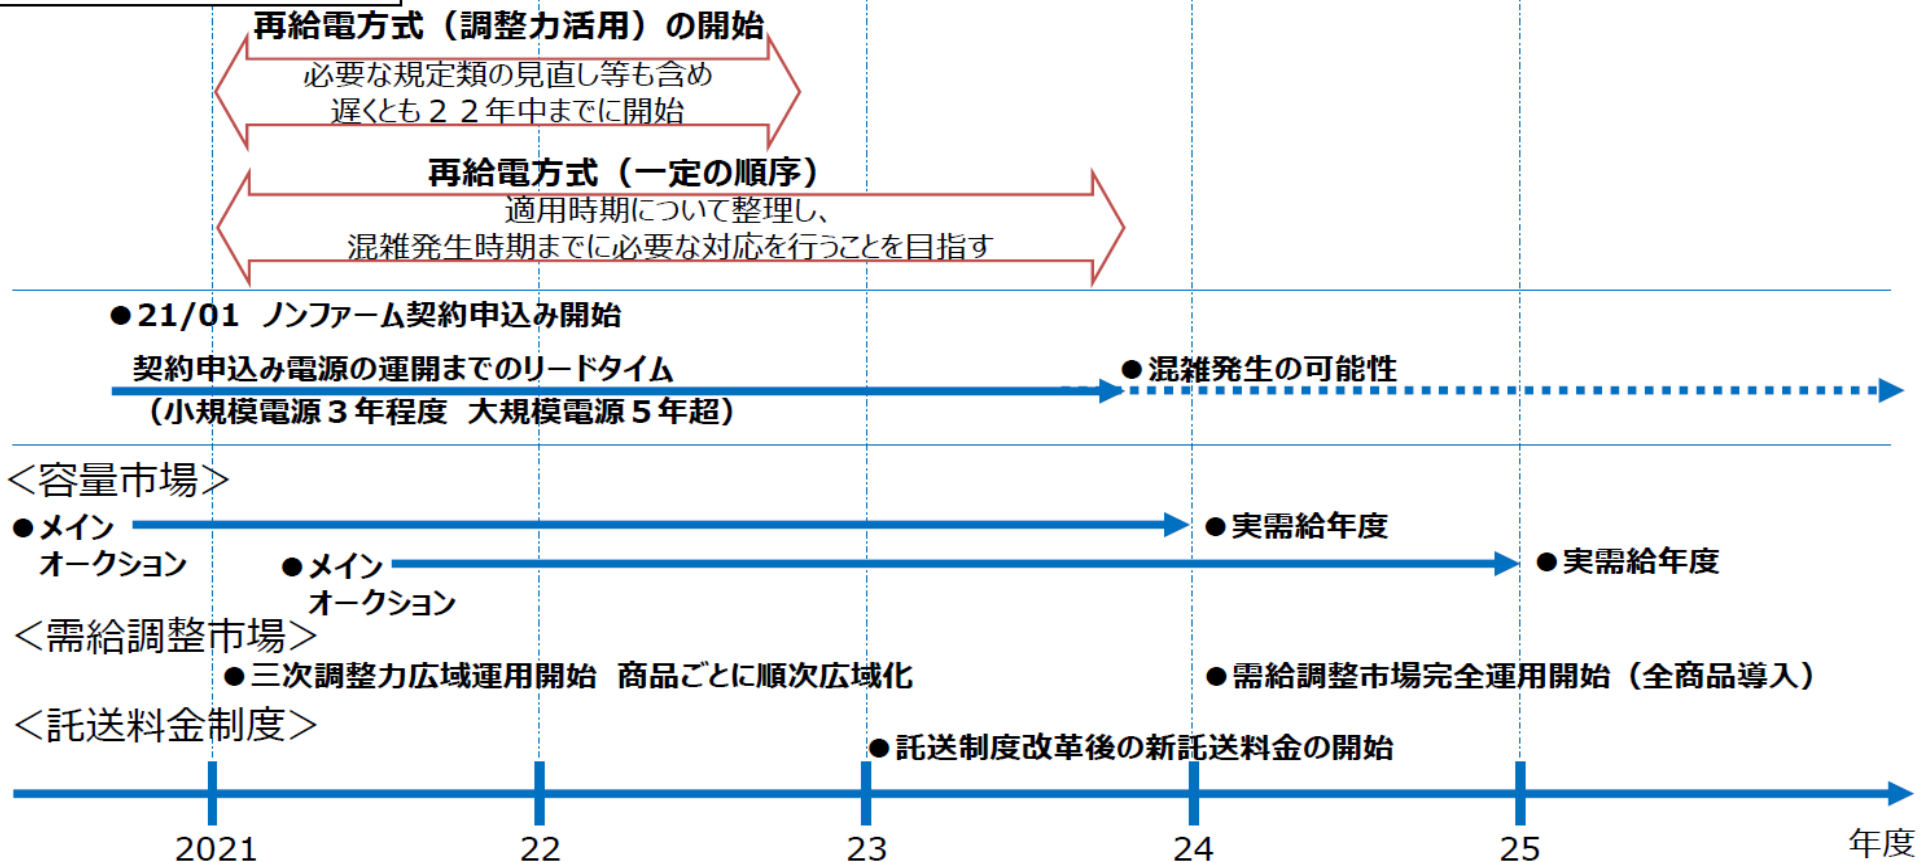 再給電方式（調整力活用）の開始
必要な規定類の見直し等も含め
遅くとも２２年中までに開始
再給電方式（一定の順序）
適用時期について整理し、
混雑発生時期までに必要な対応を行うことを目指す
●21/01 ノンファーム契約申込み開始
契約申込み電源の運開までのリードタイム
●混雑発生の可能性
（小規模電源３年程度 大規模電源５年超）
＜容量市場＞
●メイン
オークション
●実需給年度
●メイン
オークション
●実需給年度
＜需給調整市場＞
●三次調整力広域運用開始 商品ごとに順次広域化
●需給調整市場完全運用開始（全商品導入）
＜託送料金制度＞
●託送制度改革後の新託送料金の開始
2021 22 23 24 25 年度